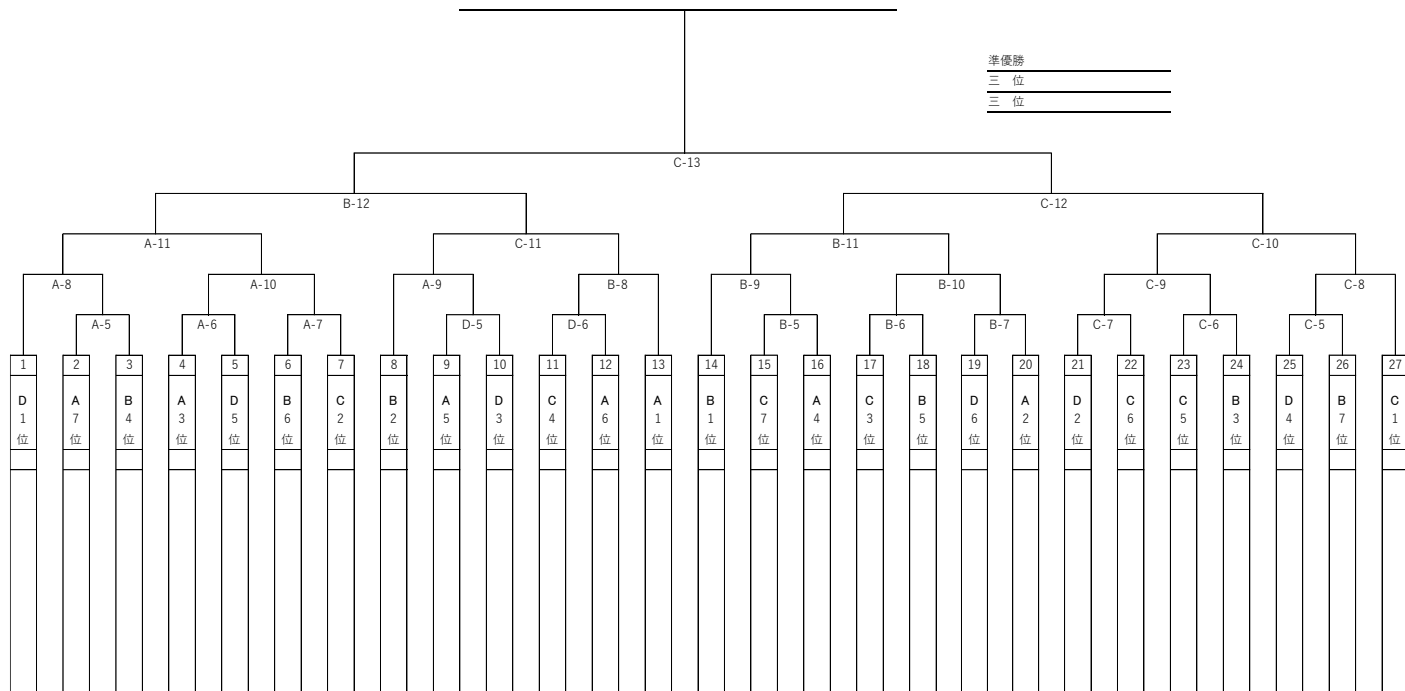 準優勝
三　位
三　位
C-13
B-12
C-12
A-11
C-11
B-11
C-10
A-8
A-10
A-9
B-8
B-9
B-10
C-9
C-8
A-5
A-6
A-7
D-5
D-6
B-5
B-6
B-7
C-7
C-6
C-5
1 2 3 4 5 6 7 8 9 10 11 12 13 14 15 16 17 18 19 20 21 22 23 24 25 26 27
D A B A D B C B A D C A A B C A C B D A D C C B D B C
1 7 4 3 5 6 2 2 5 3 4 6 1 1 7 4 3 5 6 2 2 6 5 3 4 7 1
位 位 位 位 位 位 位 位 位 位 位 位 位 位 位 位 位 位 位 位 位 位 位 位 位 位 位